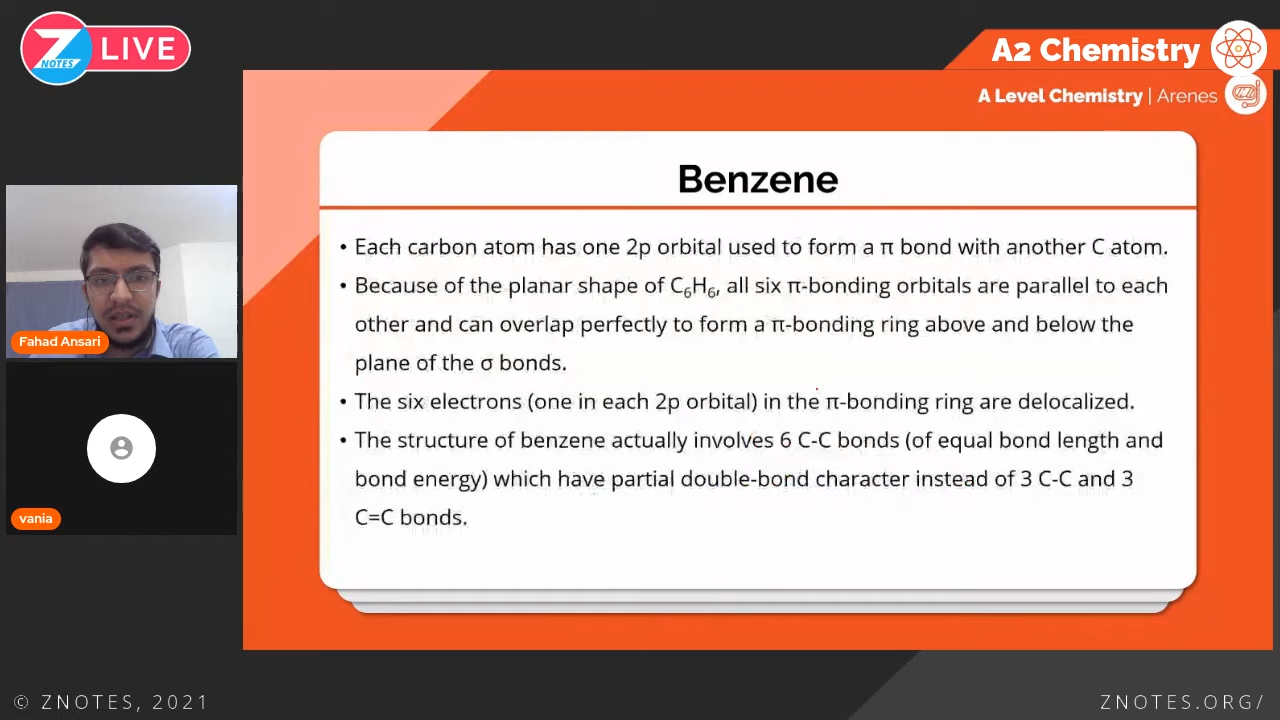 Z NOTES LIVE
A2 Chemistry
A Level Chemistry | Arenes
Benzene
• Each carbon atom has one 2p orbital used to form a π bond with another C atom.
• Because of the planar shape of C₆H₆, all six π-bonding orbitals are parallel to each
other and can overlap perfectly to form a π-bonding ring above and below the
plane of the σ bonds.
• The six electrons (one in each 2p orbital) in the π-bonding ring are delocalized.
• The structure of benzene actually involves 6 C-C bonds (of equal bond length and
bond energy) which have partial double-bond character instead of 3 C-C and 3
C=C bonds.
Fahad Ansari
vania
© ZNOTES, 2021
ZNOTES.ORG/